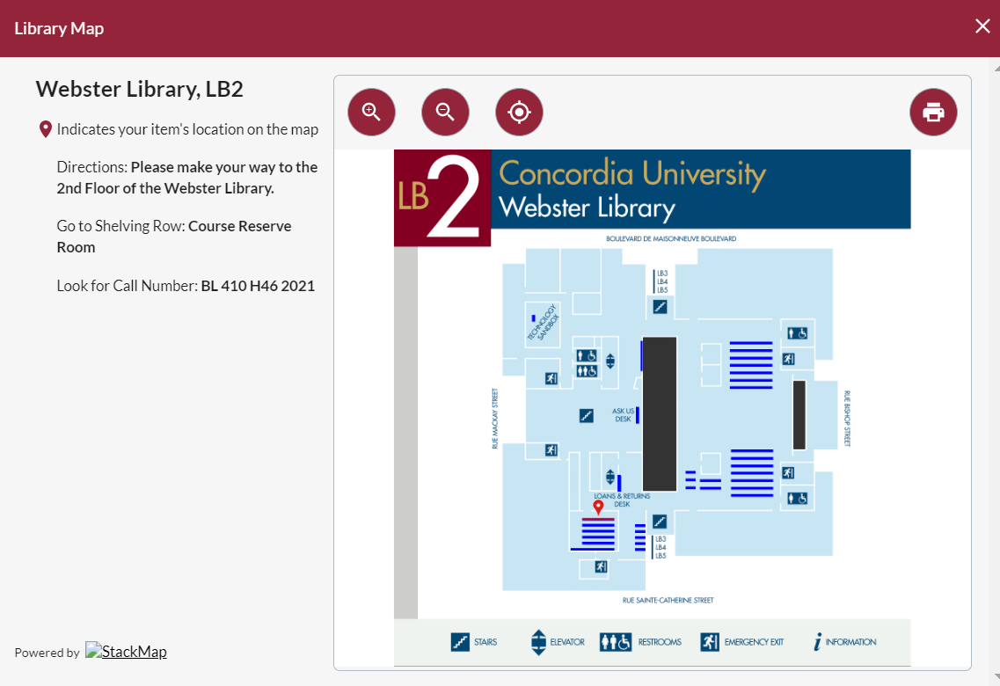 Library Map
Webster Library, LB2
Indicates your item's location on the map
Directions: Please make your way to the
2nd Floor of the Webster Library.
Go to Shelving Row: Course Reserve
Room
Look for Call Number: BL 410 H46 2021
Powered by StackMap
LB2
Concordia University
Webster Library
BOULEVARD DE MAISONNEUVE BOULEVARD
LB3
LB4
LB5
TECHNOLOGY
SANDBOX
RUE MACKAY STREET
ASK US
DESK
RUE BISHOP STREET
LOANS & RETURNS
DESK
LB3
LB4
LB5
RUE SAINTE-CATHERINE STREET
STAIRS
ELEVATOR
RESTROOMS
EMERGENCY EXIT
INFORMATION